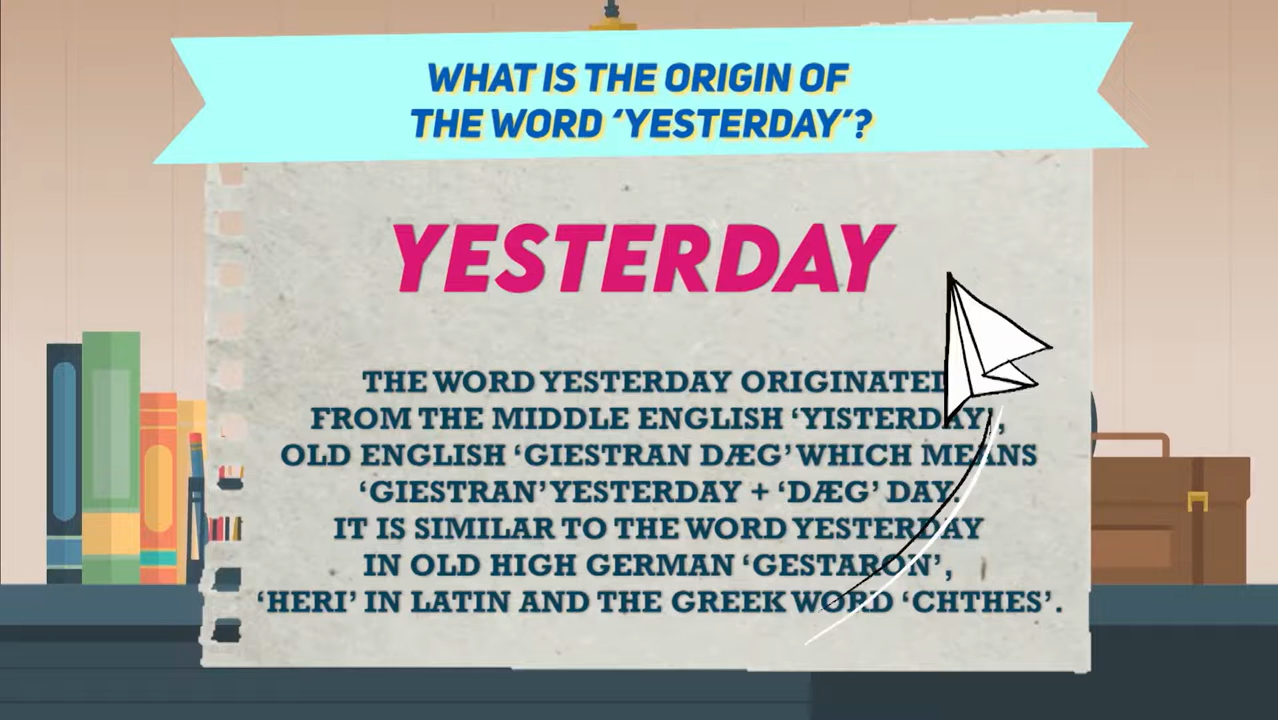 WHAT IS THE ORIGIN OF
THE WORD ‘YESTERDAY’?
YESTERDAY
THE WORD YESTERDAY ORIGINATED
FROM THE MIDDLE ENGLISH ‘YISTERDAY’,
OLD ENGLISH ‘GIESTRAN DÆG’ WHICH MEANS
‘GIESTRAN’ YESTERDAY + ‘DÆG’ DAY.
IT IS SIMILAR TO THE WORD YESTERDAY
IN OLD HIGH GERMAN ‘GESTARON’,
‘HERI’ IN LATIN AND THE GREEK WORD ‘CHTHES’.